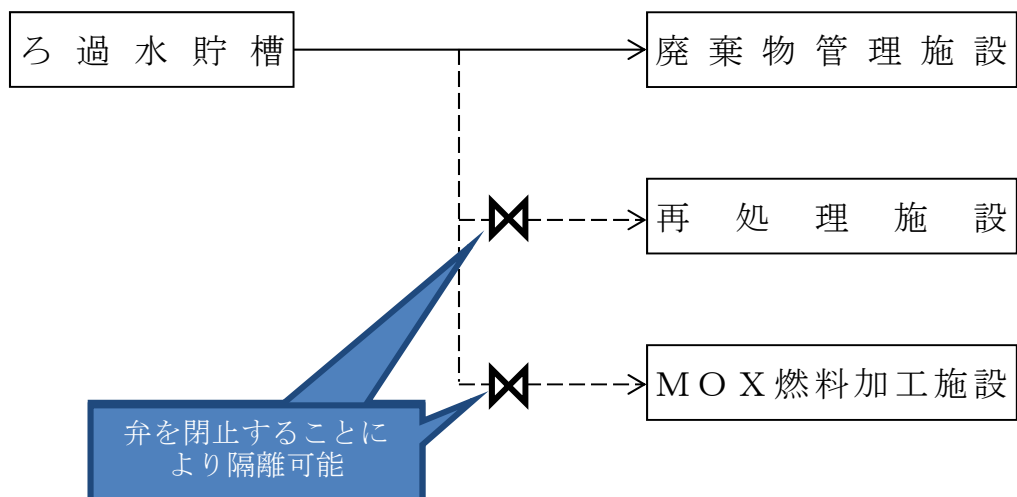 ろ過水貯槽
廃棄物管理施設
再処理施設
ＭＯＸ燃料加工施設
弁を閉止することに
より隔離可能